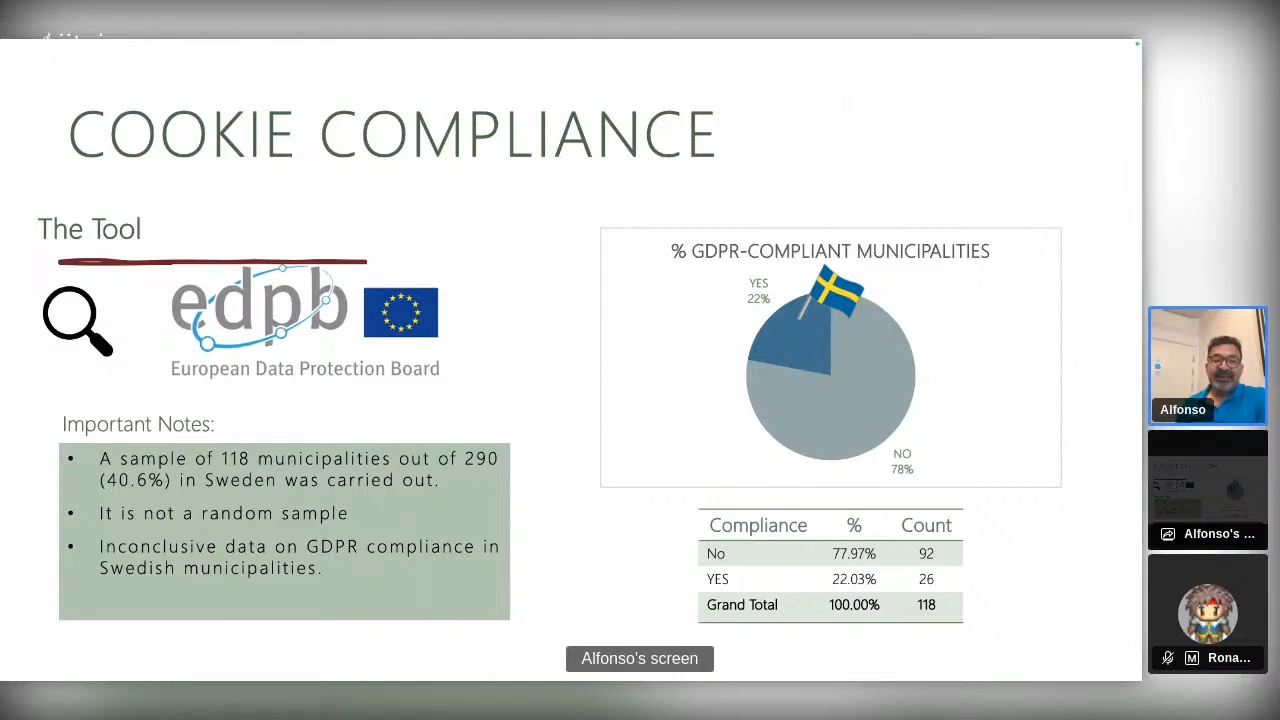 COOKIE COMPLIANCE
The Tool
edpb
European Data Protection Board
Important Notes:
• A sample of 118 municipalities out of 290
(40.6%) in Sweden was carried out.
• It is not a random sample
• Inconclusive data on GDPR compliance in
Swedish municipalities.
% GDPR-COMPLIANT MUNICIPALITIES
YES
22%
NO
78%
Compliance % Count
No 77.97% 92
YES 22.03% 26
Grand Total 100.00% 118
Alfonso's screen
Alfonso
Alfonso's ...
M Rona...